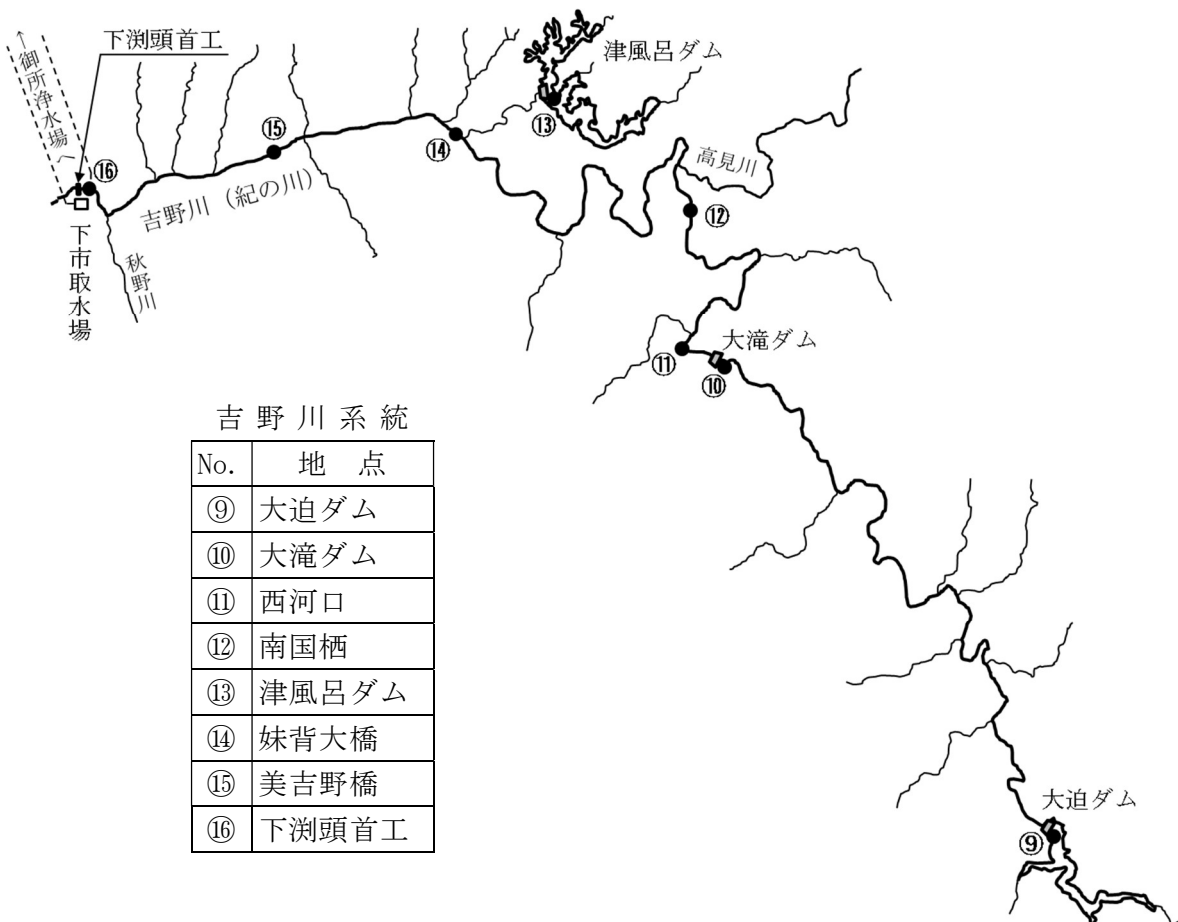 下渕頭首工
←御所浄水場へ
津風呂ダム
⑬
⑮
⑭
高見川
⑯
吉野川（紀の川）
⑫
下市取水場
秋野川
大滝ダム
⑪
⑩
吉野川系統
No. 地点
⑨ 大迫ダム
⑩ 大滝ダム
⑪ 西河口
⑫ 南国栖
⑬ 津風呂ダム
⑭ 妹背大橋
⑮ 美吉野橋
⑯ 下渕頭首工
大迫ダム
⑨